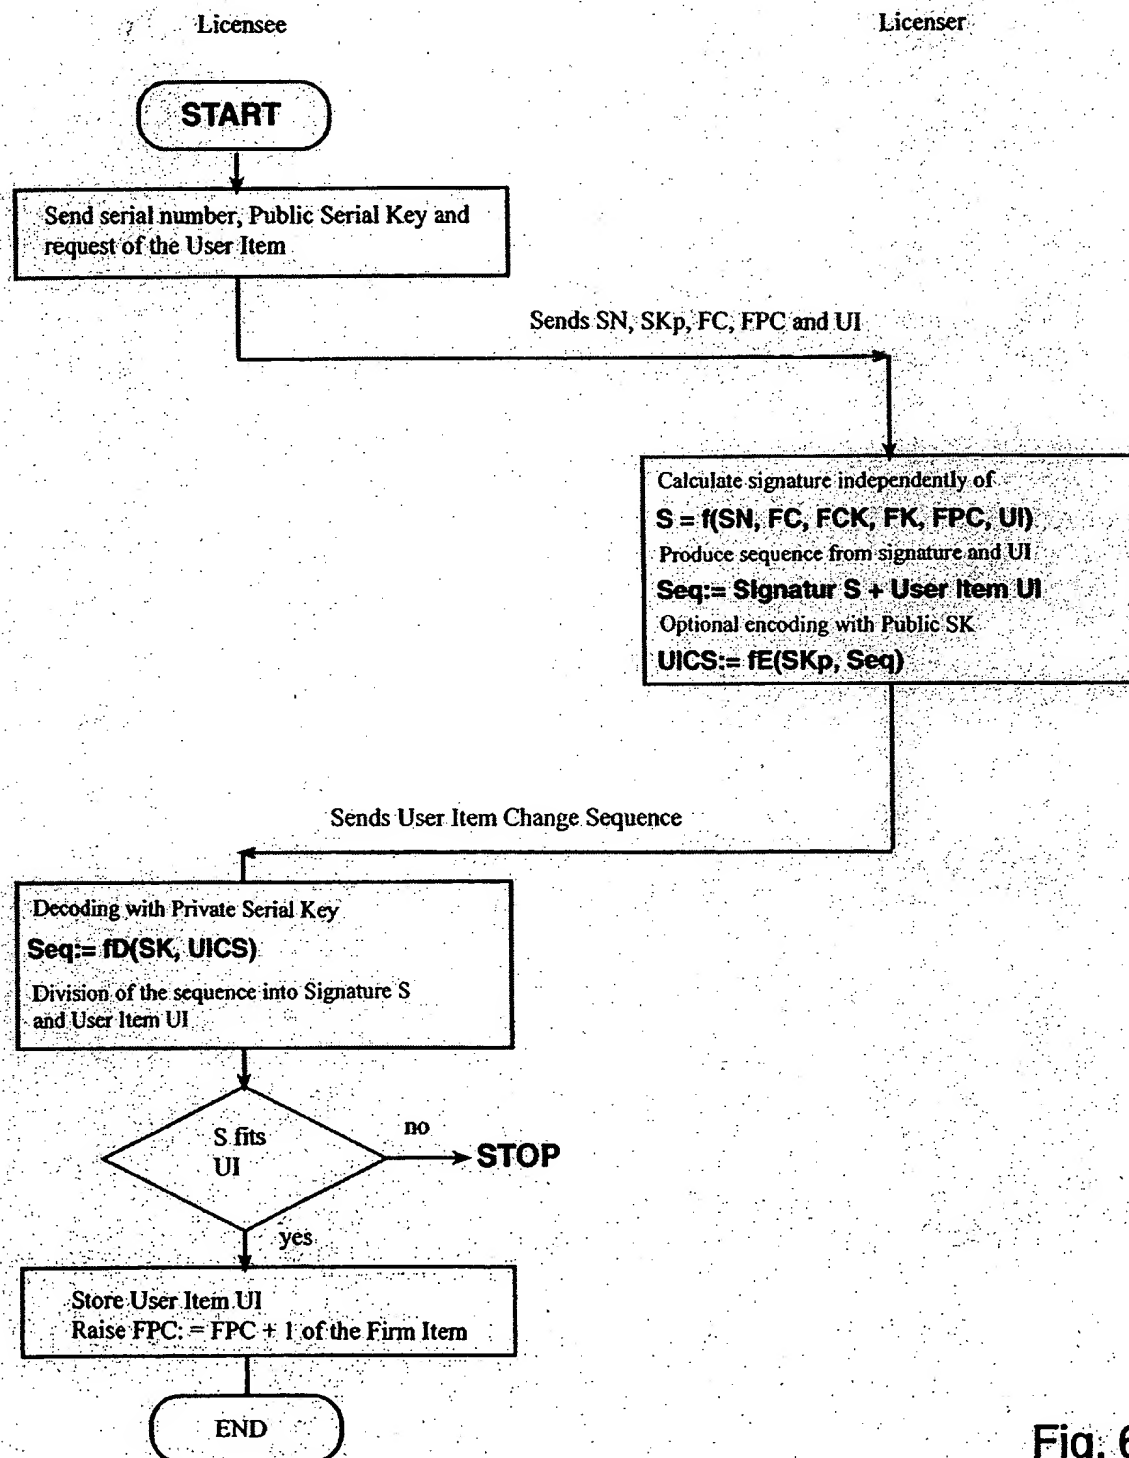 Licensee
Licenser
START
Send serial number, Public Serial Key and
request of the User Item
Sends SN, SKp, FC, FPC and UI
Calculate signature independently of
S = f(SN, FC, FCK, FK, FPC, UI)
Produce sequence from signature and UI
Seq:= Signatur S + User Item UI
Optional encoding with Public SK
UICS:= fE(SKp, Seq)
Sends User Item Change Sequence
Decoding with Private Serial Key
Seq:= fD(SK, UICS)
Division of the sequence into Signature S
and User Item UI
S fits
UI
no
STOP
yes
Store User Item UI
Raise FPC: = FPC + 1 of the Firm Item
END
Fig. 6